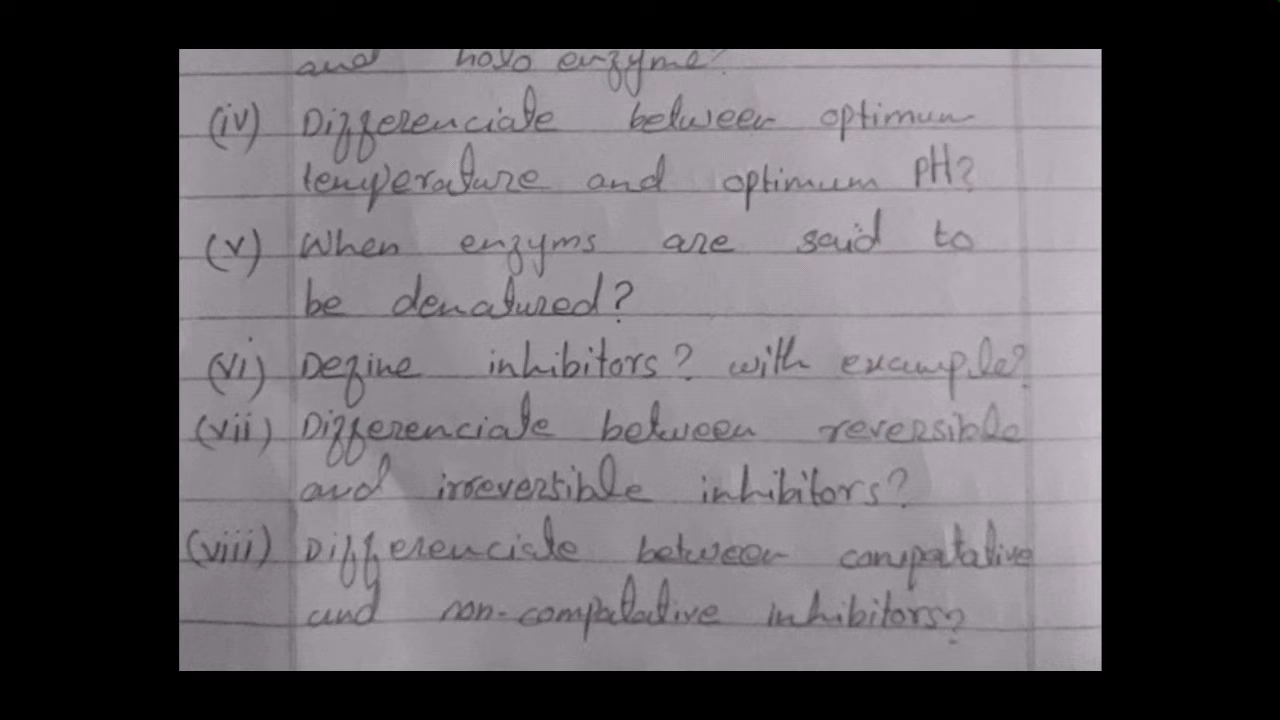 and holo enzyme?
(iv) Differenciate between optimum
temperature and optimum PH?
(v) When enzyms are said to
be denatured?
(vi) Define inhibitors? with example?
(vii) Differenciate between reversible
and irreversible inhibitors?
(viii) Differenciate between compatative
and non-compatative inhibitors?